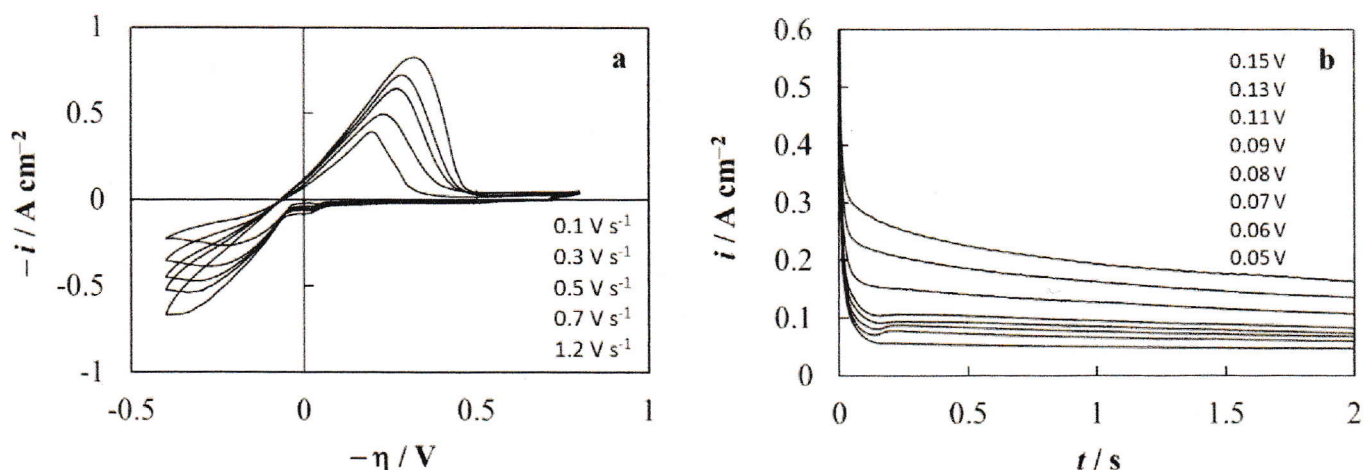 1
0.5
0
-0.5
-1
-0.5
0
0.5
1
− i / A cm⁻²
− η / V
a
0.1 V s⁻¹
0.3 V s⁻¹
0.5 V s⁻¹
0.7 V s⁻¹
1.2 V s⁻¹
0.6
0.5
0.4
0.3
0.2
0.1
0
0
0.5
1
1.5
2
i / A cm⁻²
t / s
b
0.15 V
0.13 V
0.11 V
0.09 V
0.08 V
0.07 V
0.06 V
0.05 V